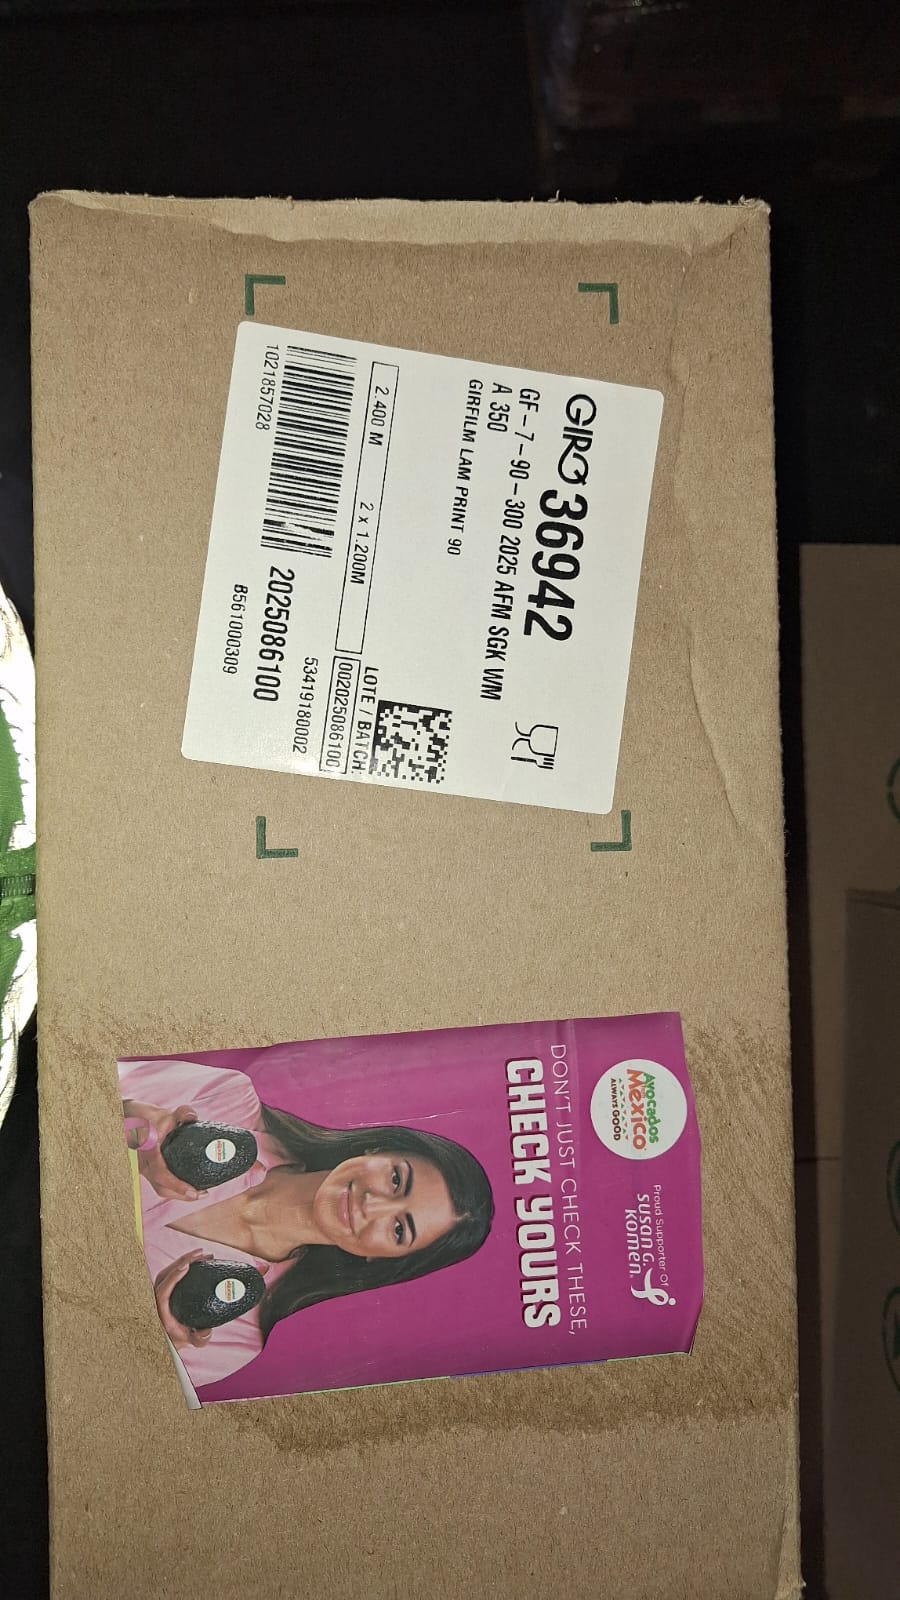 GIRO 36942
GF-7-90-300 2025 AFM SGK WM
A 350
GIRFILM LAM PRINT 90
2.400 M 2 x 1.200M
LOTE / BATCH:
002025086100
53419180002
2025086100
1021857028
B561000309
Avocados
from
Mexico
ALWAYS GOOD
Proud Supporter of
susan g.
komen.
DON'T JUST CHECK THESE,
CHECK YOURS